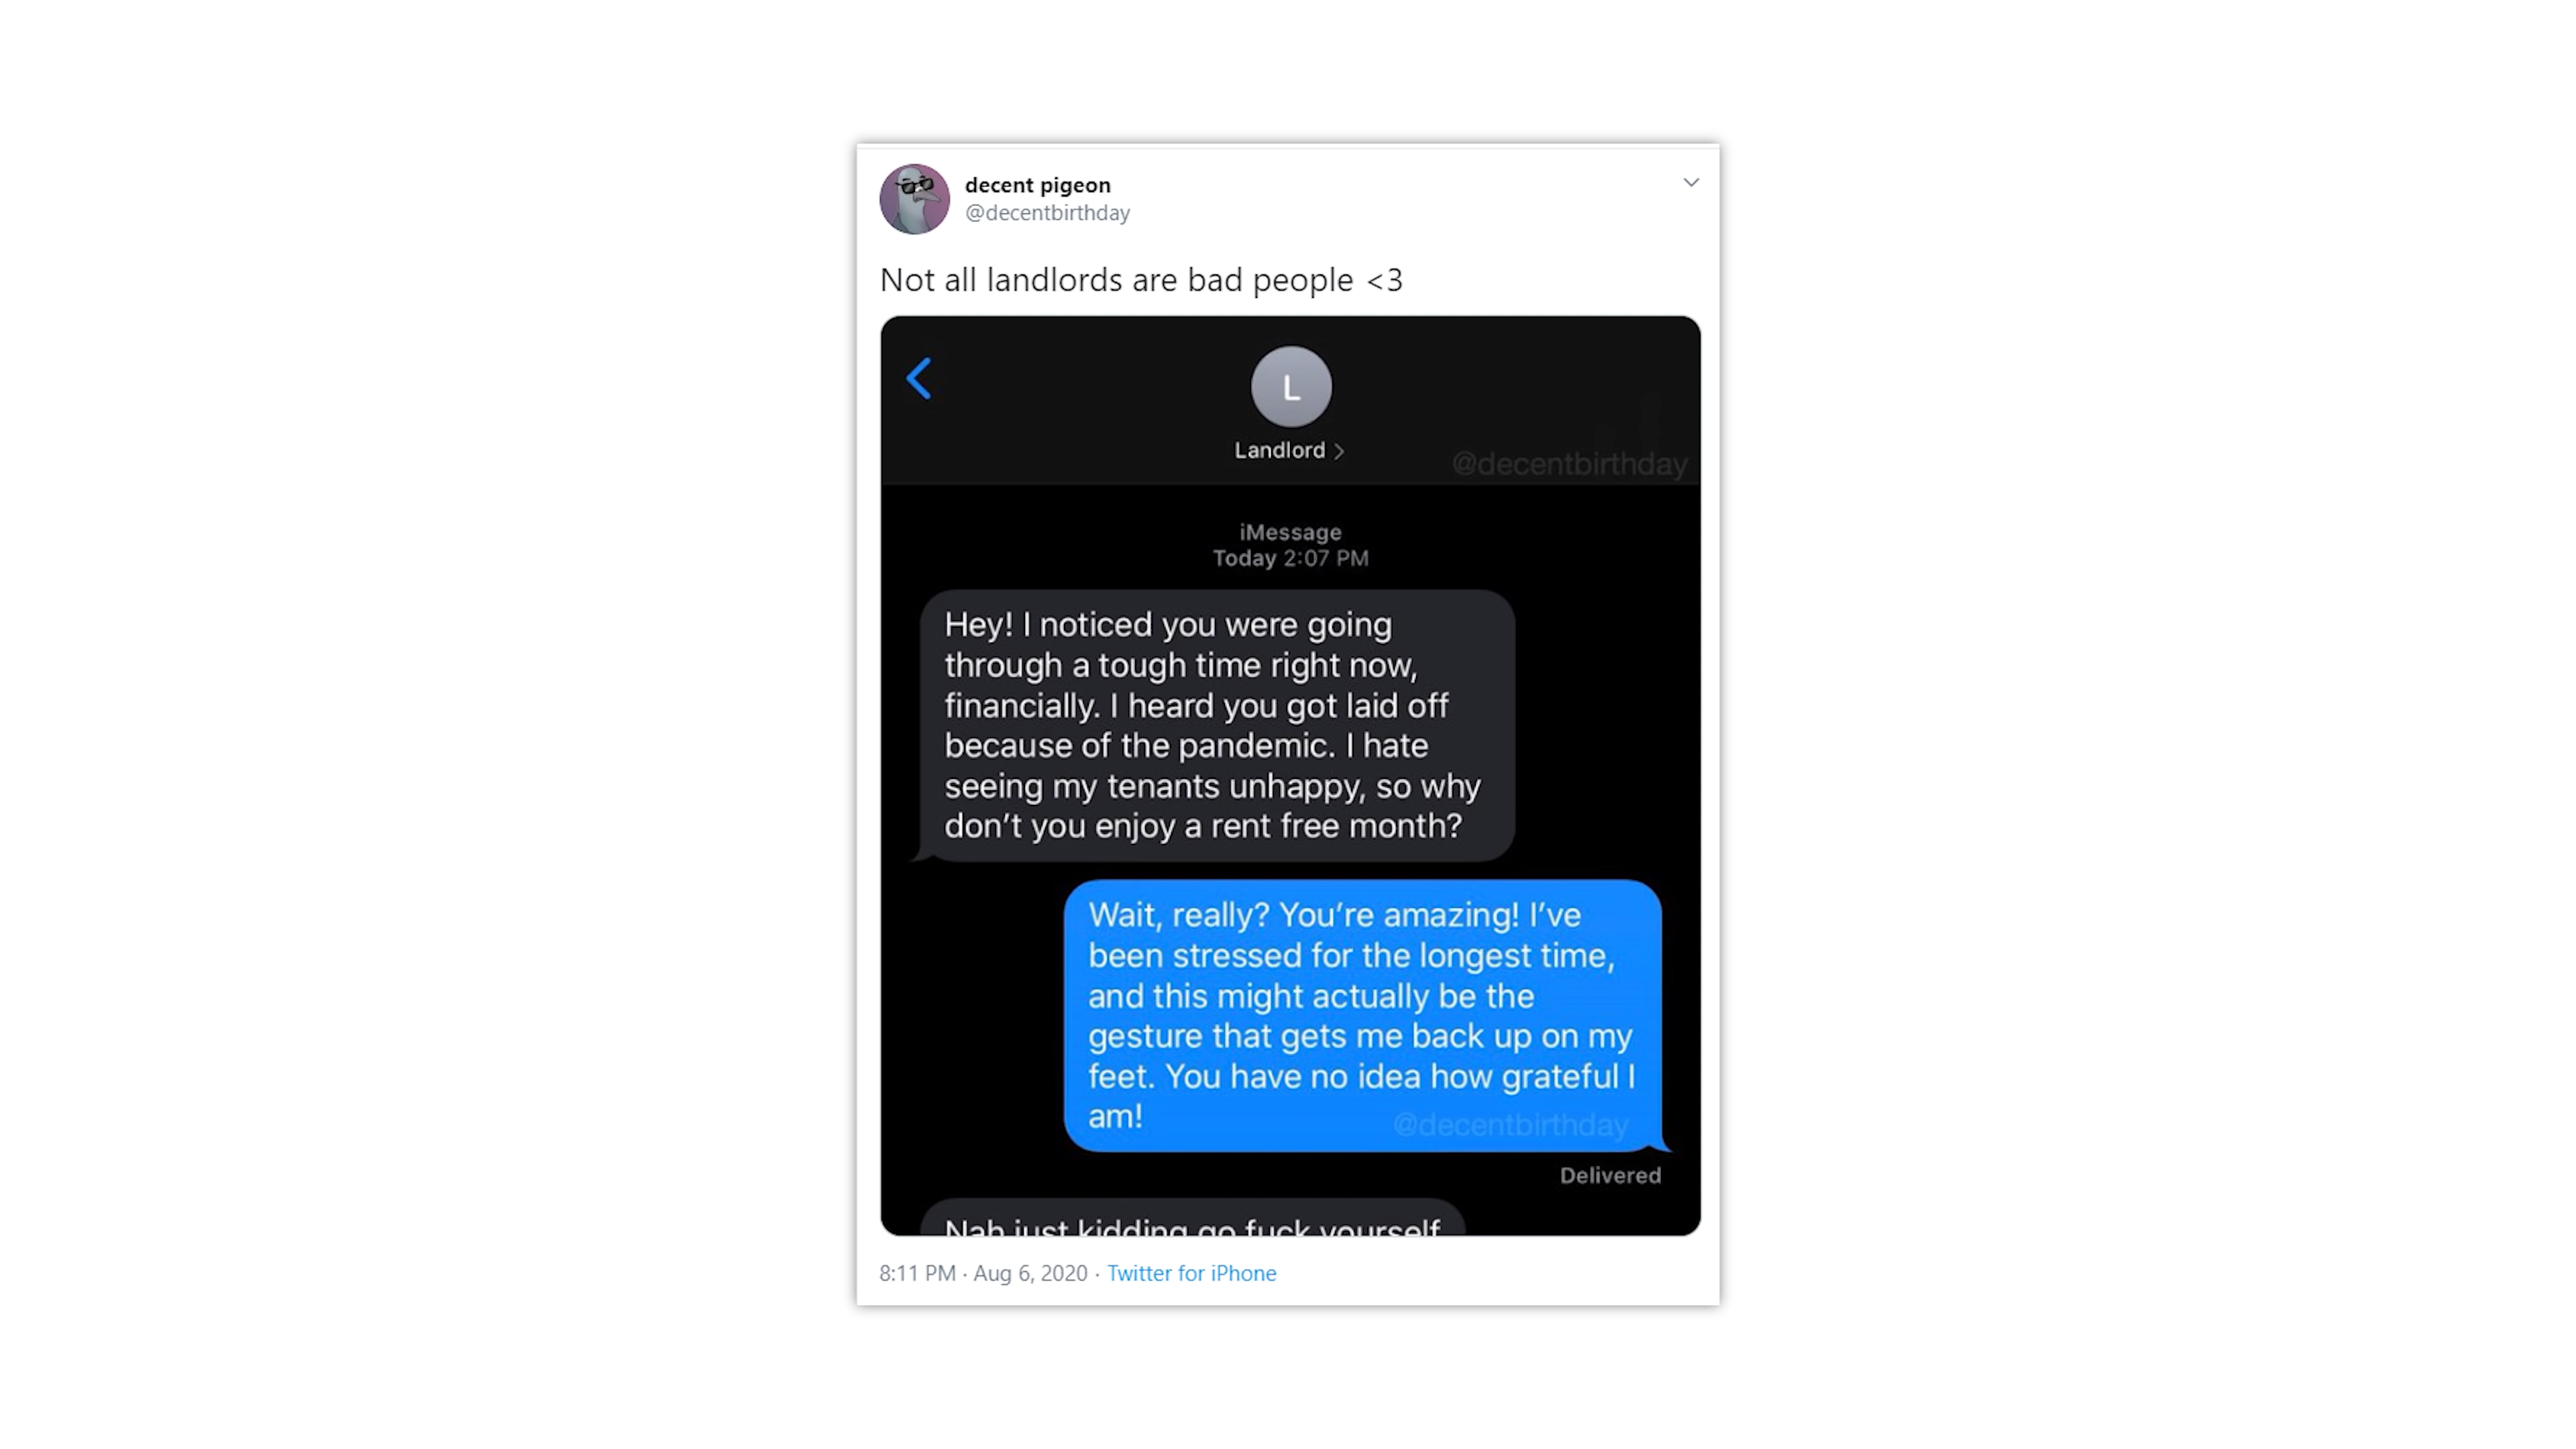 decent pigeon
@decentbirthday
Not all landlords are bad people <3
L
Landlord >
@decentbirthday
iMessage
Today 2:07 PM
Hey! I noticed you were going
through a tough time right now,
financially. I heard you got laid off
because of the pandemic. I hate
seeing my tenants unhappy, so why
don't you enjoy a rent free month?
Wait, really? You're amazing! I've
been stressed for the longest time,
and this might actually be the
gesture that gets me back up on my
feet. You have no idea how grateful I
am!
@decentbirthday
Delivered
Nah just kidding go fuck yourself
8:11 PM · Aug 6, 2020 · Twitter for iPhone